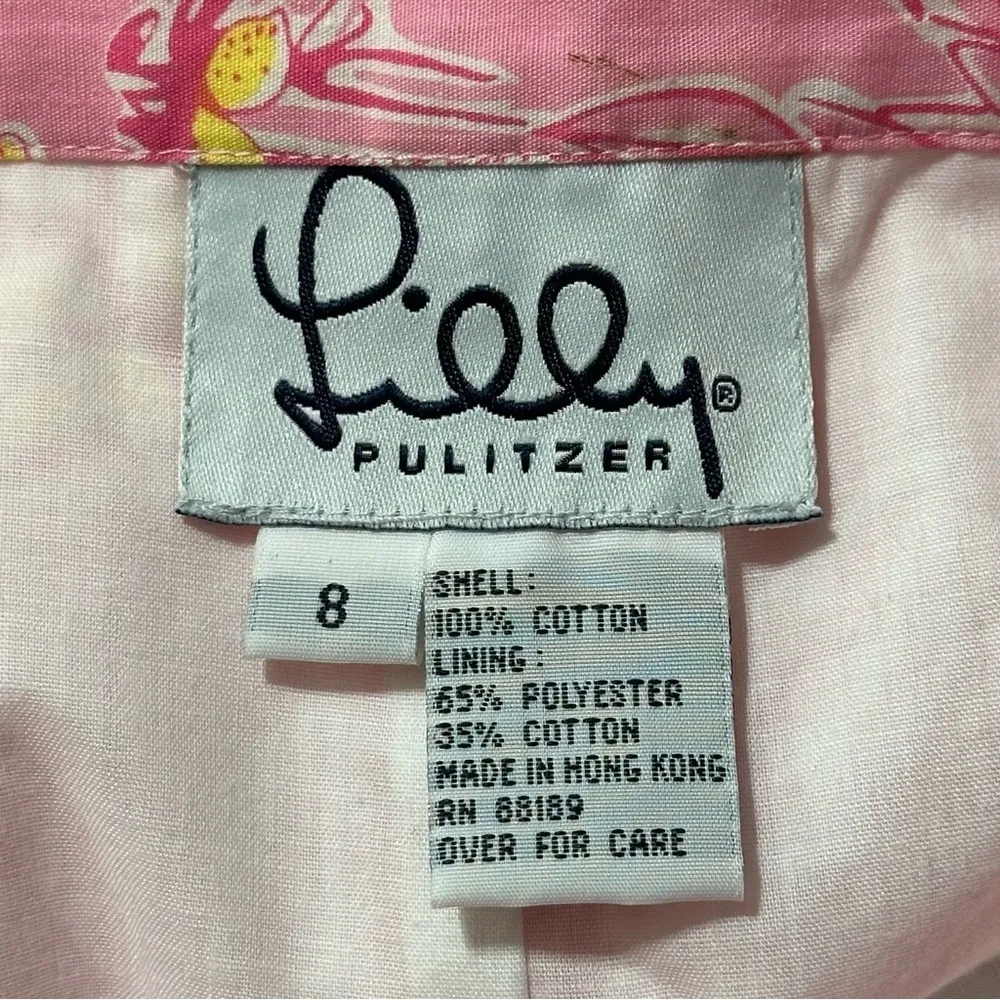 Lilly®
PULITZER
8
SHELL:
100% COTTON
LINING:
65% POLYESTER
35% COTTON
MADE IN HONG KONG
RN 88189
OVER FOR CARE